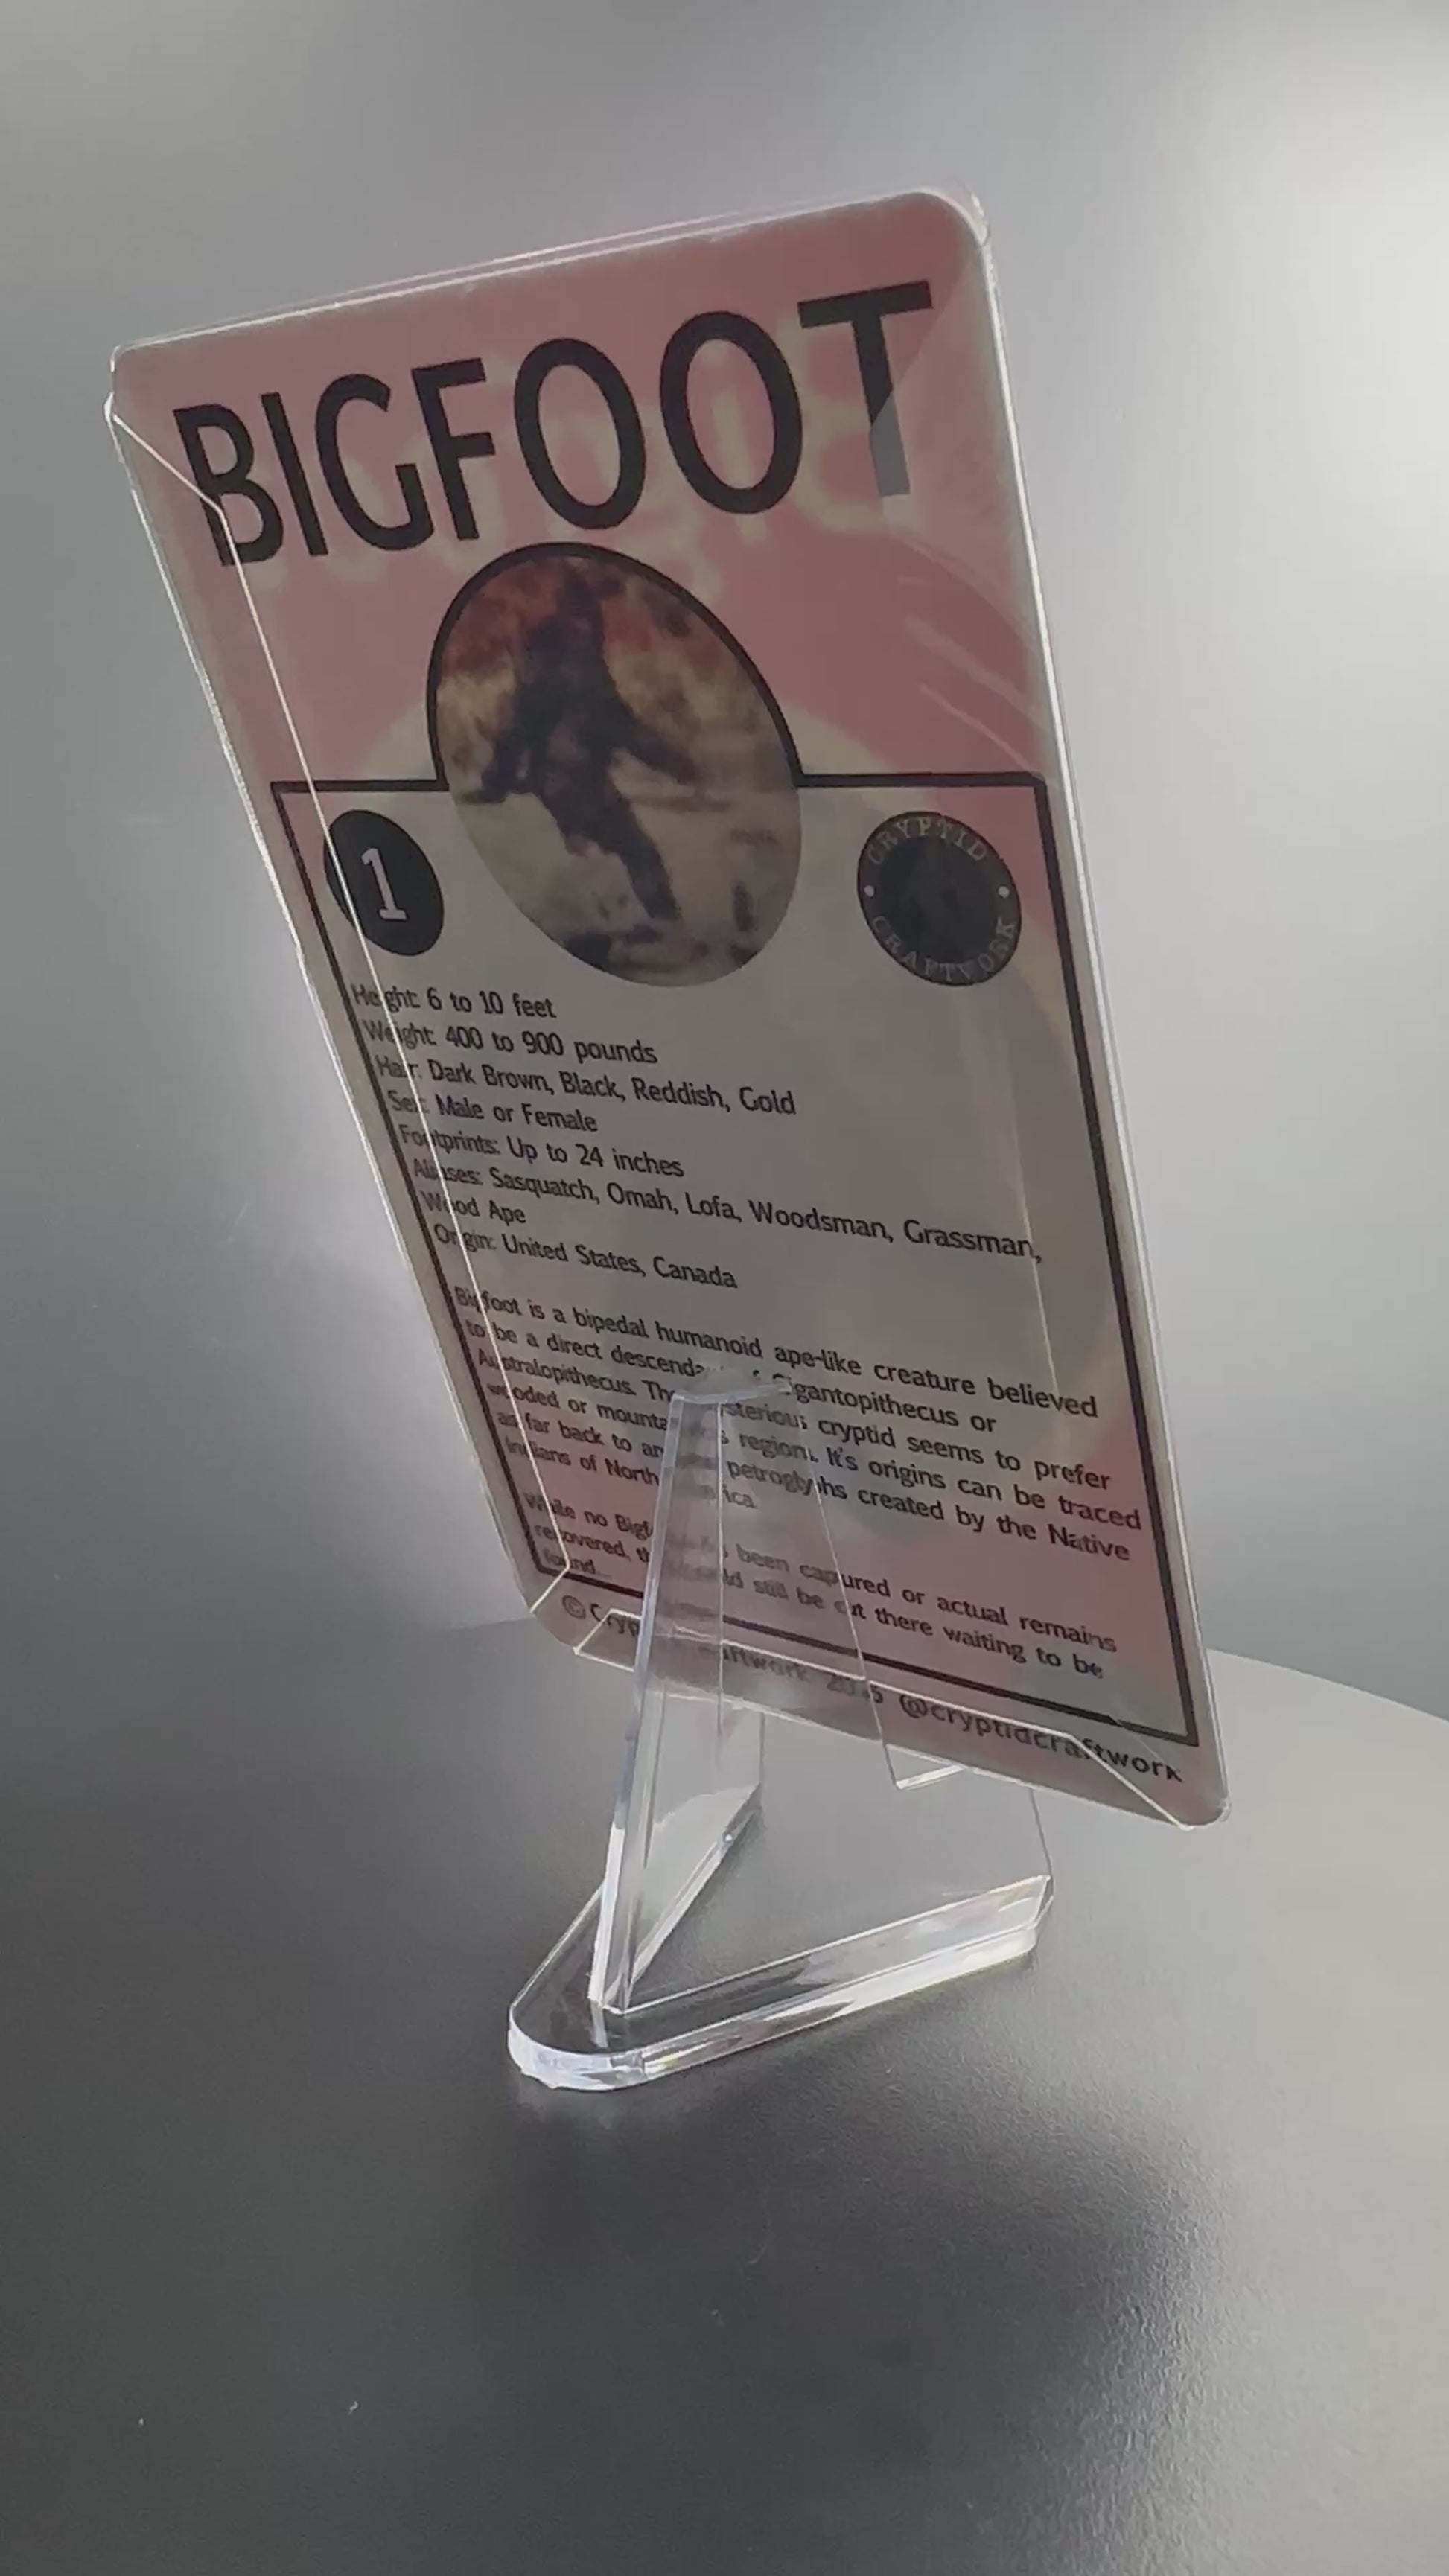 BIGFOOT
1
CRYPTID
CRAFTWORK
Height: 6 to 10 feet
Weight: 400 to 900 pounds
Hair: Dark Brown, Black, Reddish, Gold
Sex: Male or Female
Footprints: Up to 24 inches
Aliases: Sasquatch, Omah, Lofa, Woodsman, Grassman,
Wood Ape
Origin: United States, Canada
Bigfoot is a bipedal humanoid ape-like creature believed
to be a direct descendant of Gigantopithecus or
Australopithecus. The mysterious cryptid seems to prefer
wooded or mountainous regions. It's origins can be traced
as far back to petroglyphs created by the Native
Indians of North America.
While no Bigfoot has been capured or actual remains
recovered, still be out there waiting to be
found...
© Cryptid Craftwork @cryptidcraftwork